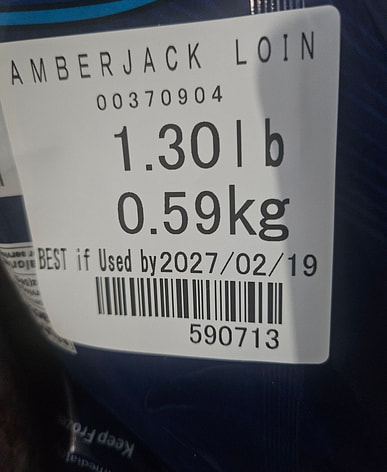 AMBERJACK LOIN
00370904
1.30lb
0.59kg
BEST if Used by2027/02/19
590713
Keep Fro